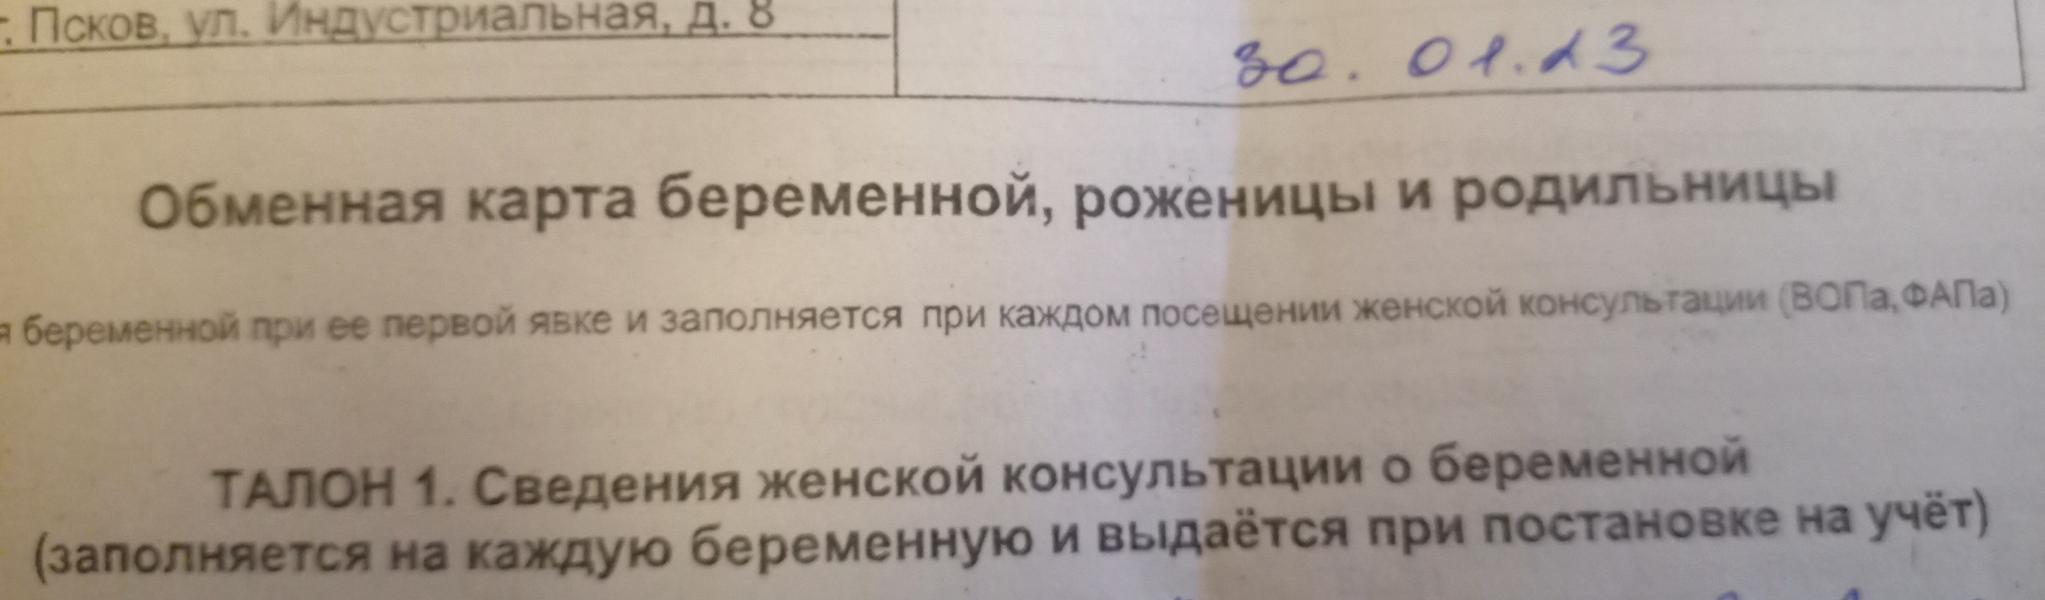 г. Псков, ул. Индустриальная, д. 8
30. 01. 23
Обменная карта беременной, роженицы и родильницы
я беременной при ее первой явке и заполняется при каждом посещении женской консультации (ВОПа,ФАПа)
ТАЛОН 1. Сведения женской консультации о беременной
(заполняется на каждую беременную и выдаётся при постановке на учёт)